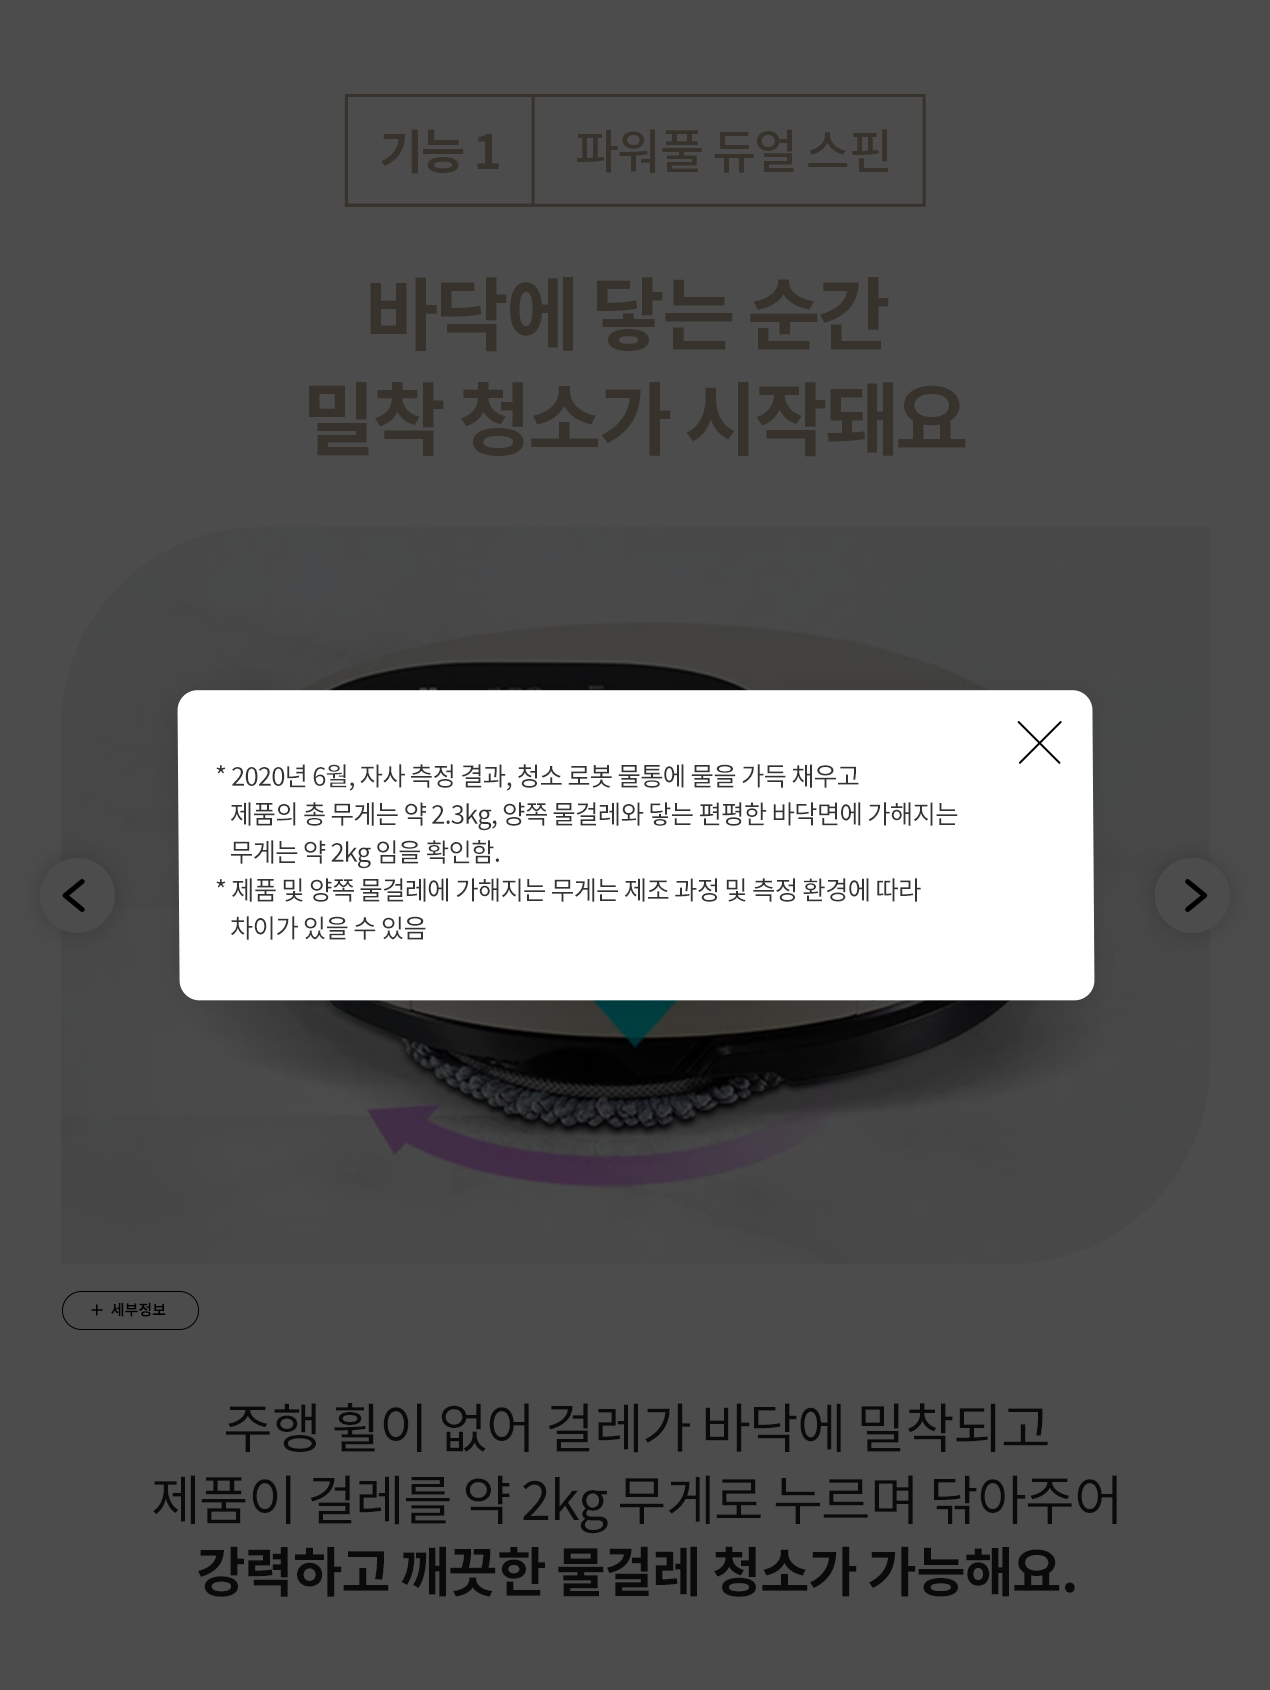 기능 1
파워풀 듀얼 스핀
바닥에 닿는 순간
밀착 청소가 시작돼요
* 2020년 6월, 자사 측정 결과, 청소 로봇 물통에 물을 가득 채우고
제품의 총 무게는 약 2.3kg, 양쪽 물걸레와 닿는 편평한 바닥면에 가해지는
무게는 약 2kg 임을 확인함.
* 제품 및 양쪽 물걸레에 가해지는 무게는 제조 과정 및 측정 환경에 따라
차이가 있을 수 있음
+ 세부정보
주행 휠이 없어 걸레가 바닥에 밀착되고
제품이 걸레를 약 2kg 무게로 누르며 닦아주어
강력하고 깨끗한 물걸레 청소가 가능해요.